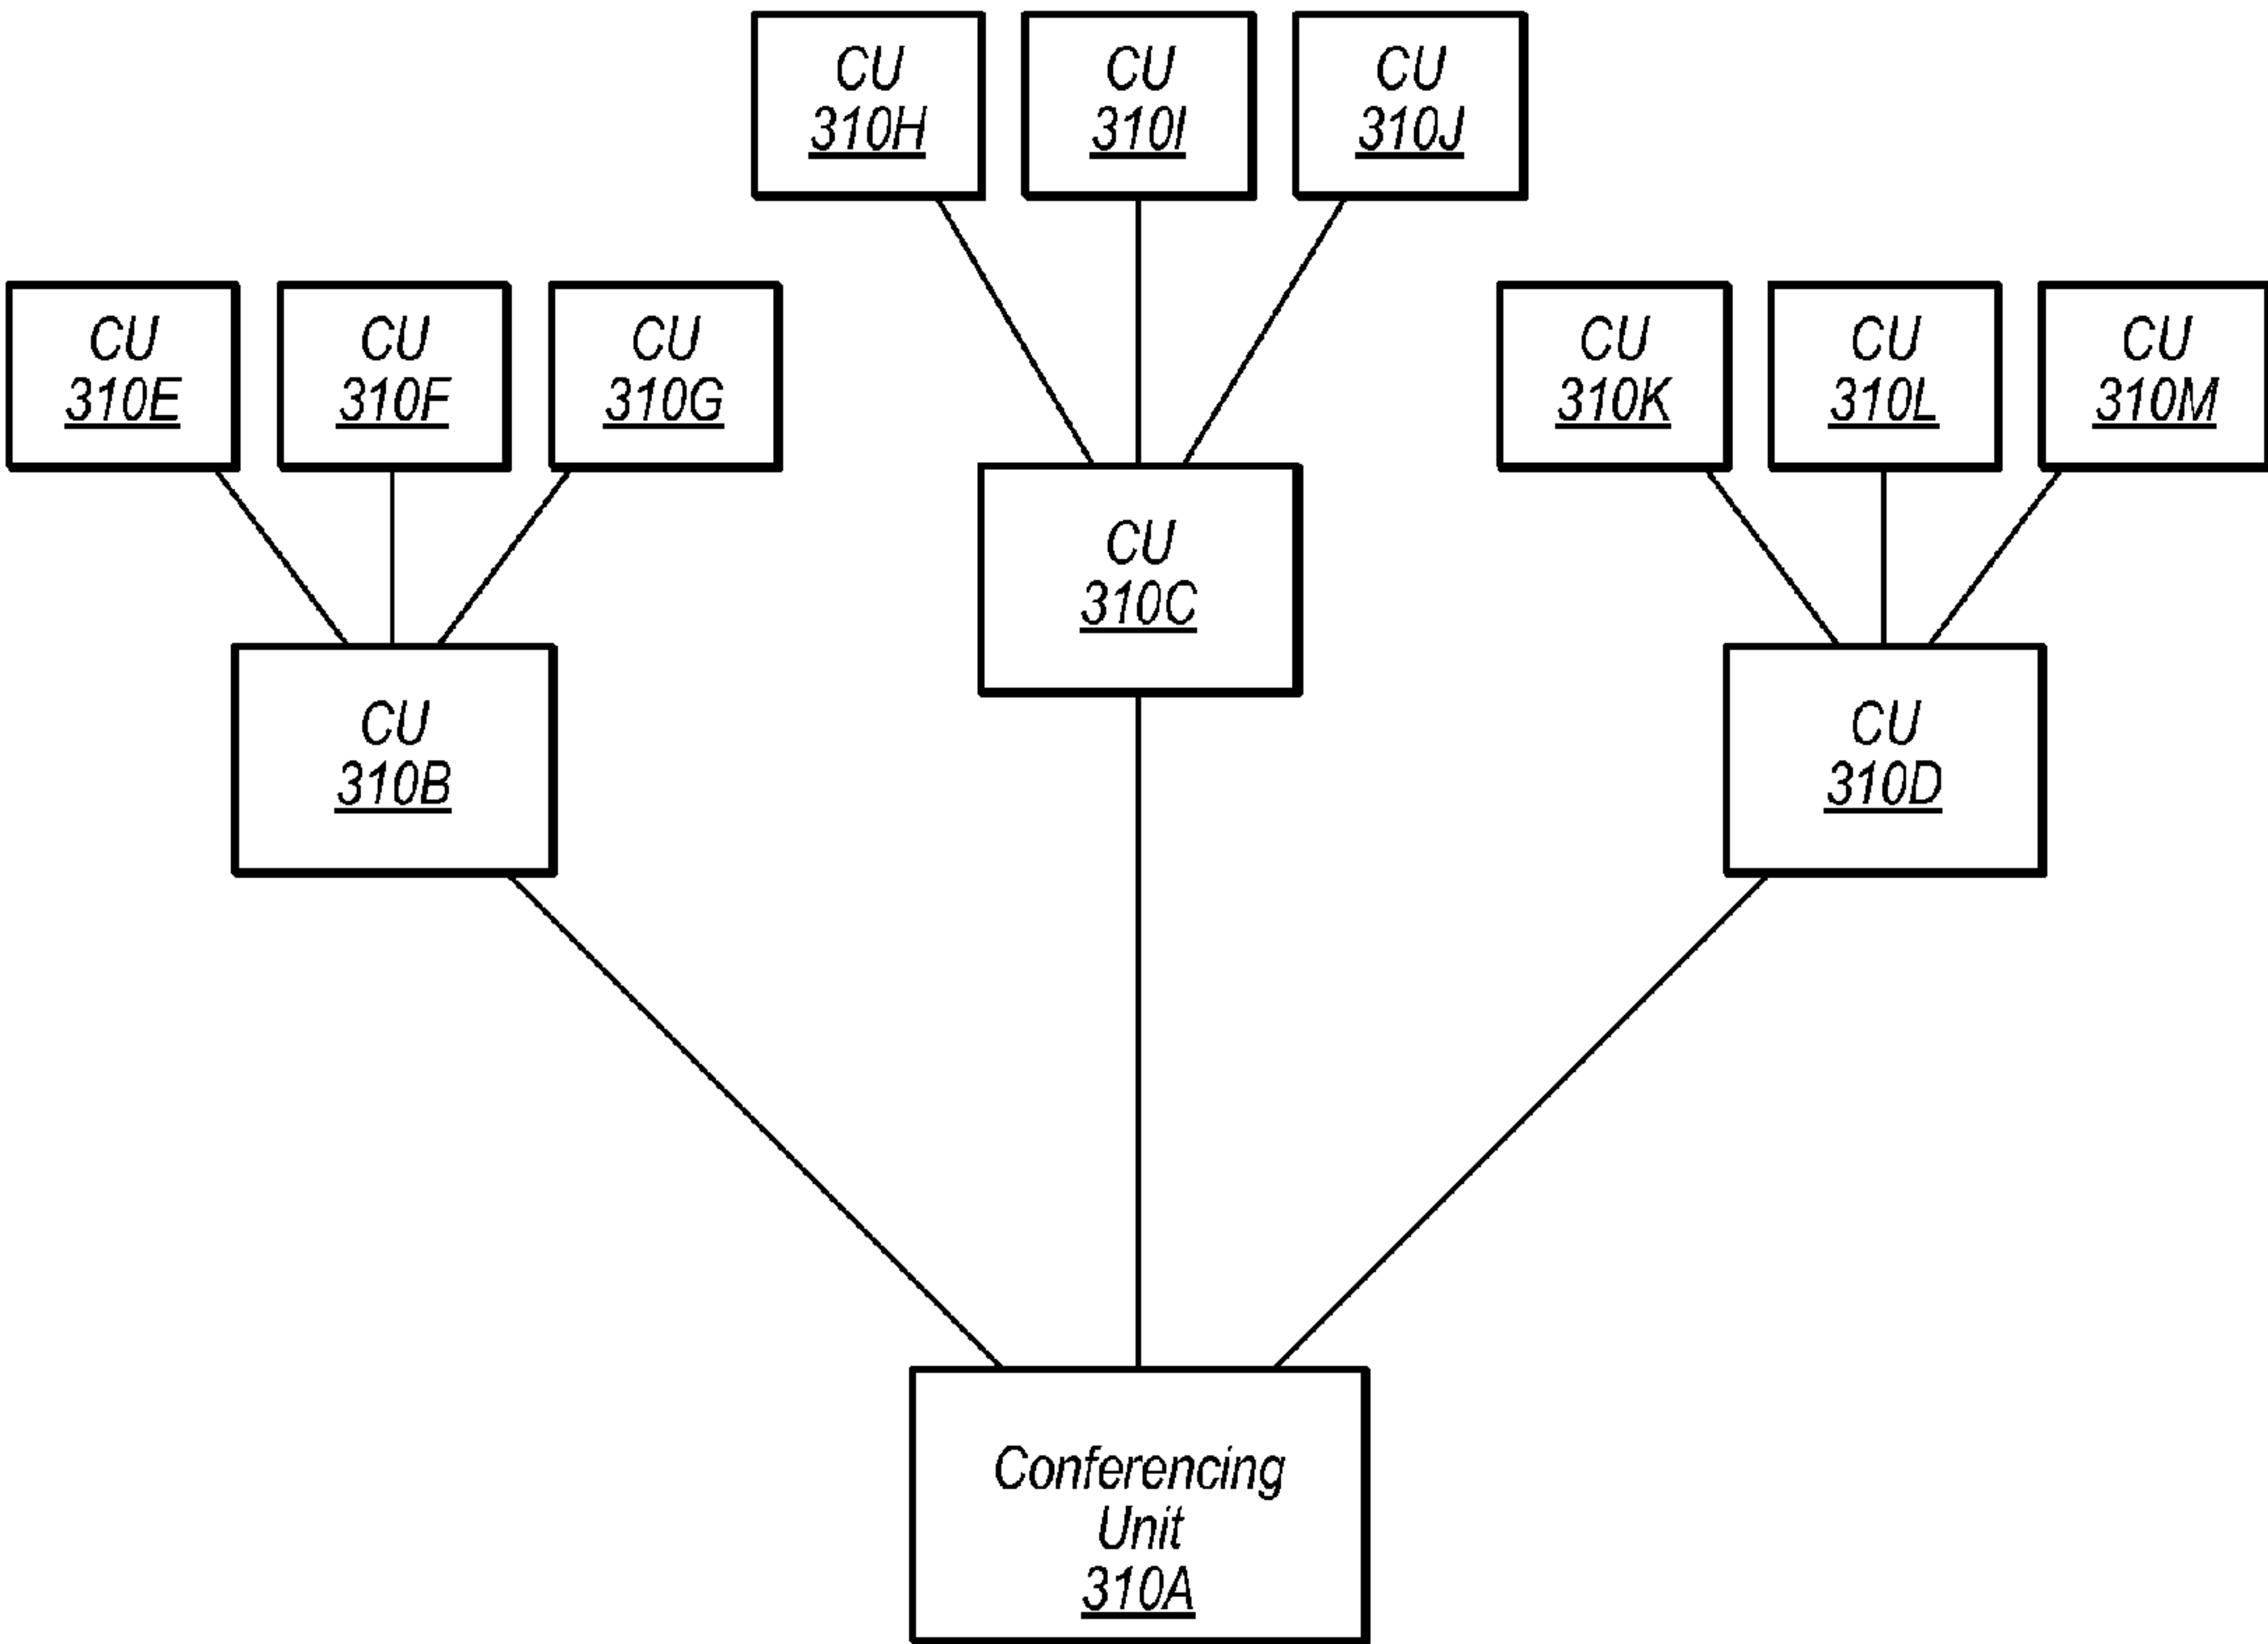 CU
310H
CU
310I
CU
310J
CU
310E
CU
310F
CU
310G
CU
310K
CU
310L
CU
310M
CU
310C
CU
310B
CU
310D
Conferencing
Unit
310A